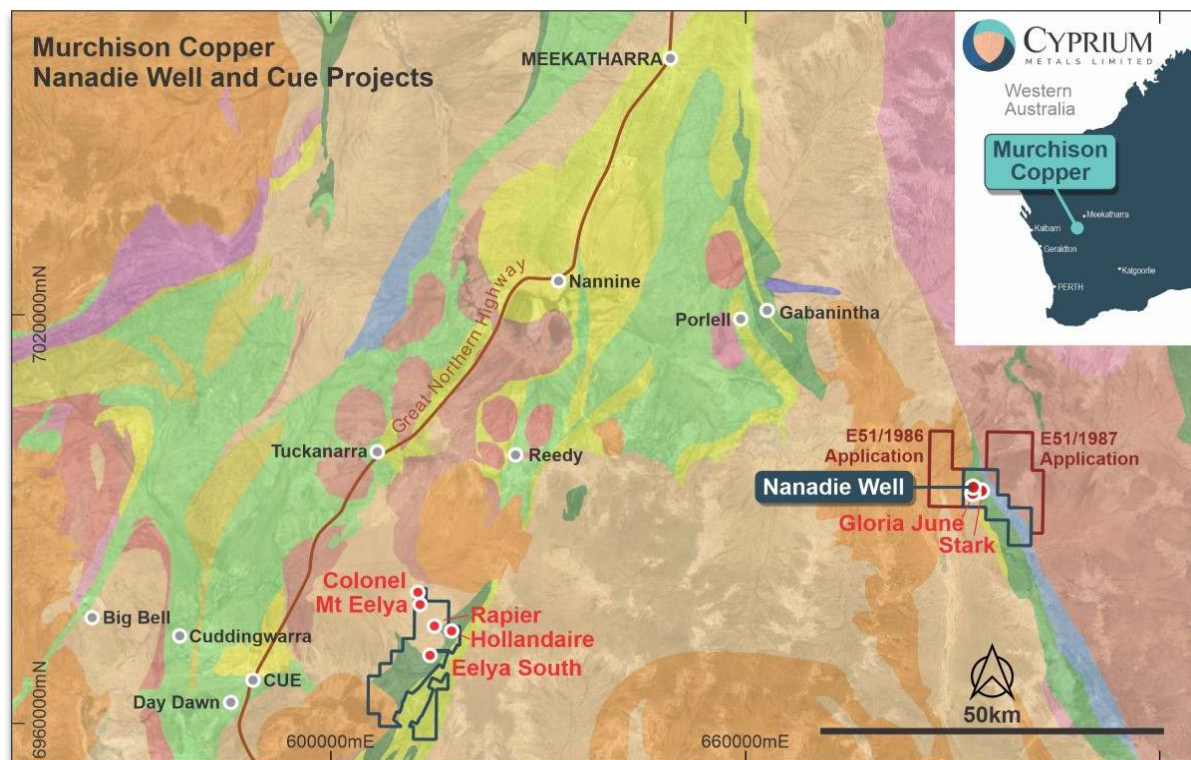 Murchison Copper
Nanadie Well and Cue Projects
MEEKATHARRA
CYPRIUM
METALS LIMITED
Western
Australia
Murchison
Copper
Meekatharra
Kalbarri
Geraldton
Kalgoorlie
PERTH
7020000mN
Great Northern Highway
Nannine
Porlell
Gabanintha
Tuckanarra
Reedy
E51/1986
Application
E51/1987
Application
Nanadie Well
Gloria June
Stark
Colonel
Mt Eelya
Rapier
Hollandaire
Eelya South
Big Bell
Cuddingwarra
CUE
Day Dawn
6960000mN
600000mE
660000mE
50km